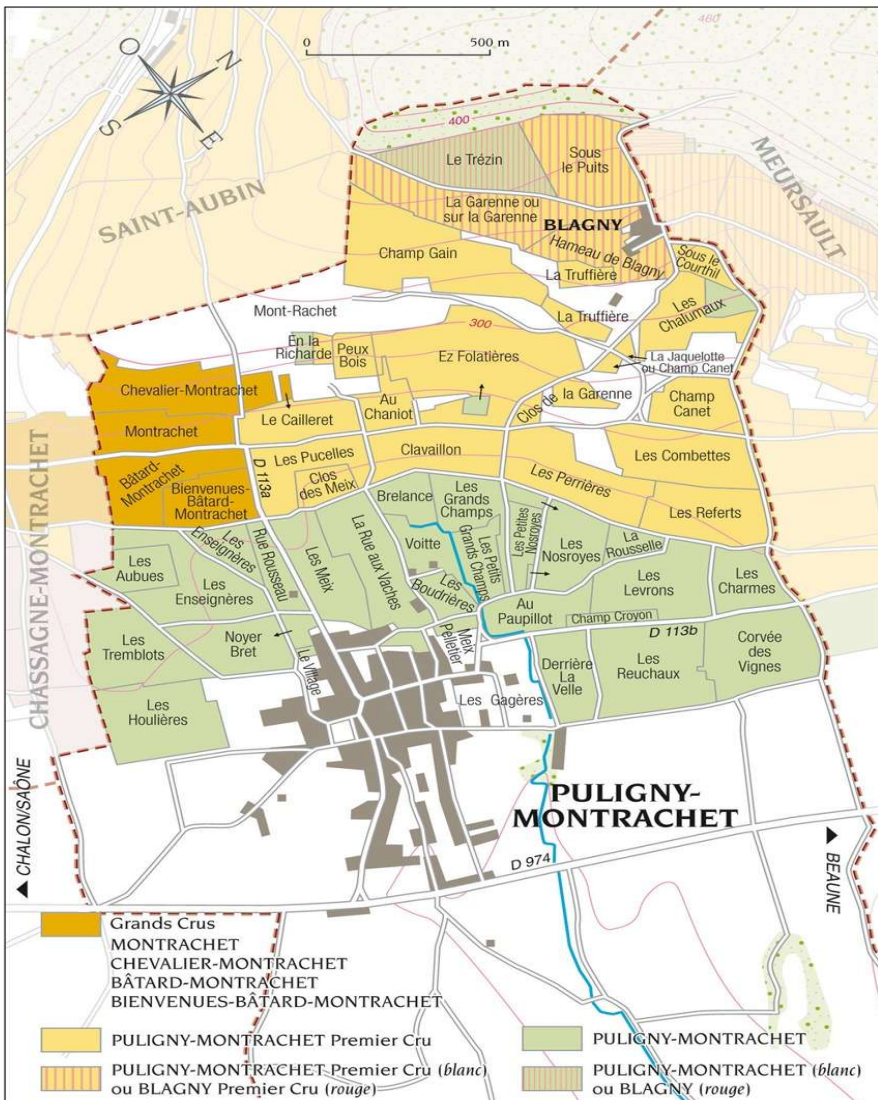 O
N
S
E
0
500 m
460
400
Le Trézin
Sous
le Puits
MEURSAULT
SAINT-AUBIN
La Garenne ou
sur la Garenne
BLAGNY
Hameau de Blagny
Champ Gain
La Truffière
Sous le
Courthil
Mont-Rachet
La Truffière
Les
Chalumaux
300
En la
Richarde
Peux
Bois
Ez Folatières
La Jaquelotte
ou Champ Canet
Chevalier-Montrachet
Au
Chaniot
Clos de
la Garenne
Champ
Canet
Le Cailleret
Montrachet
CHASSAGNE-MONTRACHET
Bâtard-
Montrachet
D 113a
Les Pucelles
Clavaillon
Les Combettes
Bienvenues-
Bâtard-
Montrachet
Clos
des Meix
Les Perrières
Brelance
Les
Grands
Champs
Les Referts
Les
Enseignères
Rue Rousseau
Les Meix
La Rue aux Vaches
Voitte
Les Petits
Grands Champs
Les Petites
Nosroyes
Les
Nosroyes
La
Rousselle
Les
Aubues
Les
Enseignères
Les
Boudrières
Les
Levrons
Les
Charmes
Au
Paupillot
Champ Croyon
D 113b
Les
Tremblots
Noyer
Bret
Le Village
Meix
Pelletier
Derrière
La
Velle
Les
Reuchaux
Corvée
des
Vignes
Les
Houlières
Les Gagères
PULIGNY-
MONTRACHET
CHALON/SAÔNE
BEAUNE
D 974
Grands Crus
MONTRACHET
CHEVALIER-MONTRACHET
BÂTARD-MONTRACHET
BIENVENUES-BÂTARD-MONTRACHET
PULIGNY-MONTRACHET Premier Cru
PULIGNY-MONTRACHET
PULIGNY-MONTRACHET Premier Cru (blanc)
ou BLAGNY Premier Cru (rouge)
PULIGNY-MONTRACHET (blanc)
ou BLAGNY (rouge)